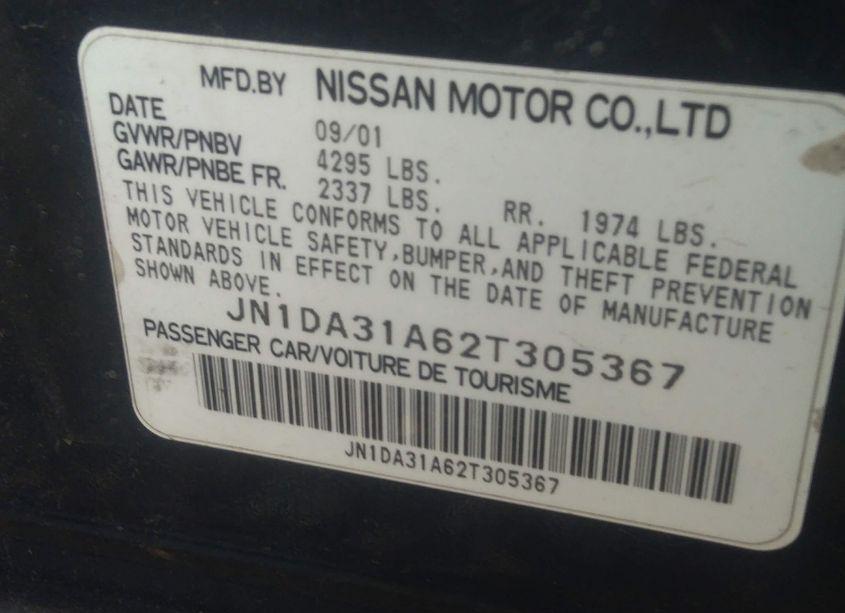 MFD.BY NISSAN MOTOR CO.,LTD
DATE 09/01
GVWR/PNBV 4295 LBS.
GAWR/PNBE FR. 2337 LBS. RR. 1974 LBS.
THIS VEHICLE CONFORMS TO ALL APPLICABLE FEDERAL
MOTOR VEHICLE SAFETY,BUMPER,AND THEFT PREVENTION
STANDARDS IN EFFECT ON THE DATE OF MANUFACTURE
SHOWN ABOVE.
JN1DA31A62T305367
PASSENGER CAR/VOITURE DE TOURISME
JN1DA31A62T305367